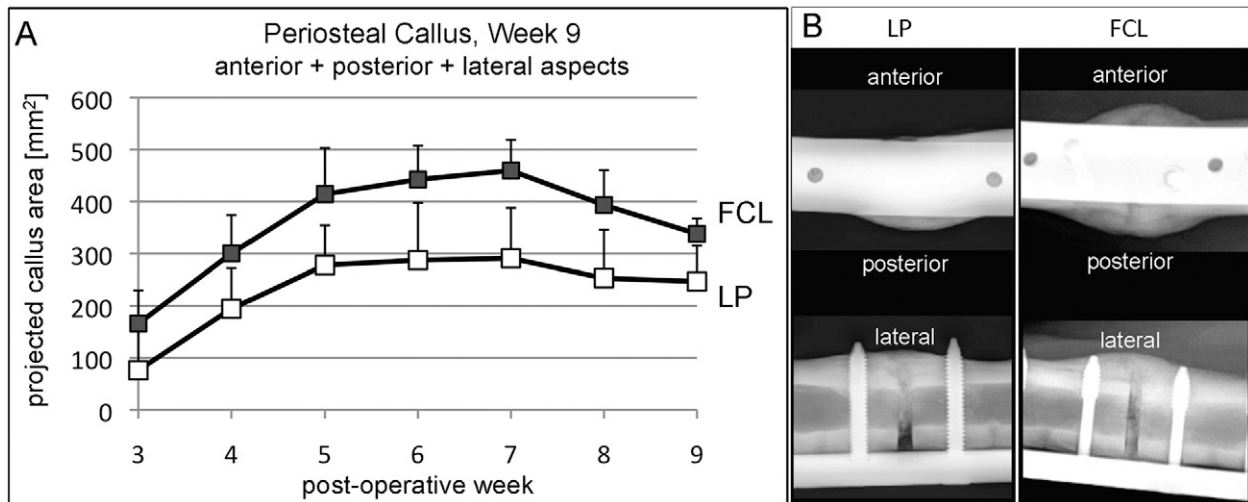 A
Periosteal Callus, Week 9
anterior + posterior + lateral aspects
projected callus area [mm²]
600
500
400
300
200
100
0
3 4 5 6 7 8 9
post-operative week
FCL
LP
B
LP FCL
anterior anterior
posterior posterior
lateral lateral